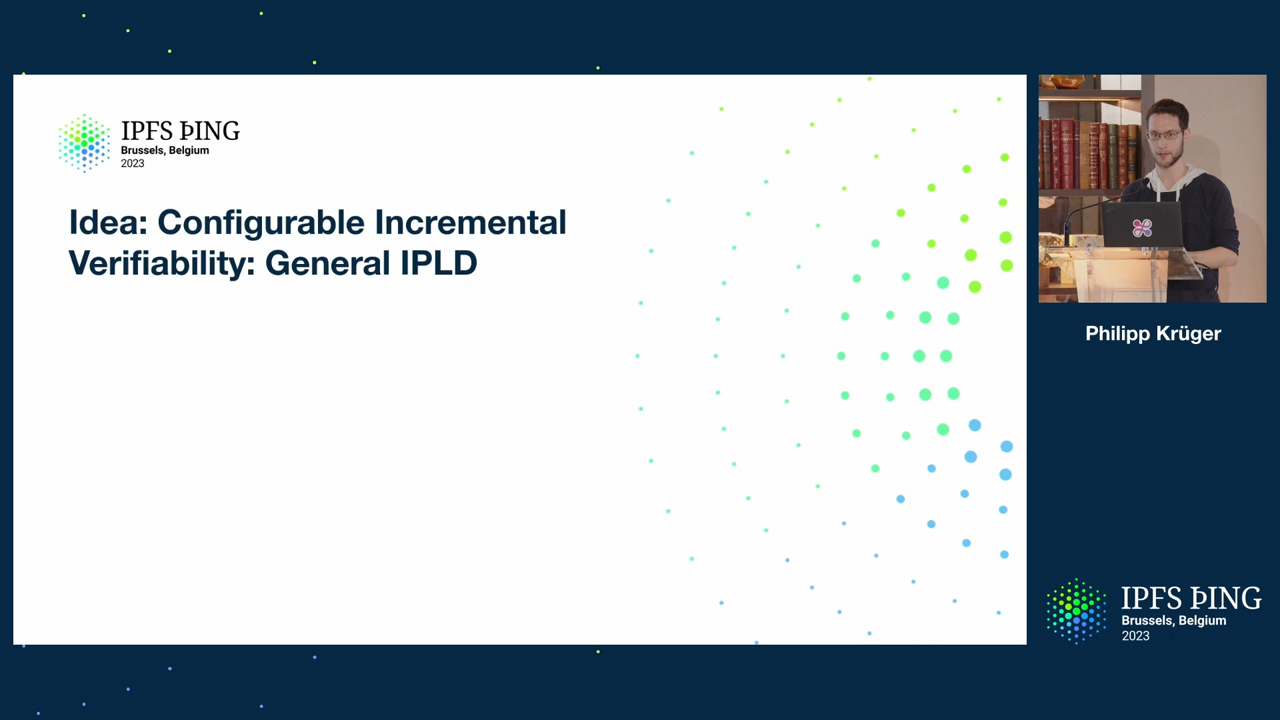 IPFS ÞING
Brussels, Belgium
2023
Idea: Configurable Incremental
Verifiability: General IPLD
Philipp Krüger
IPFS ÞING
Brussels, Belgium
2023